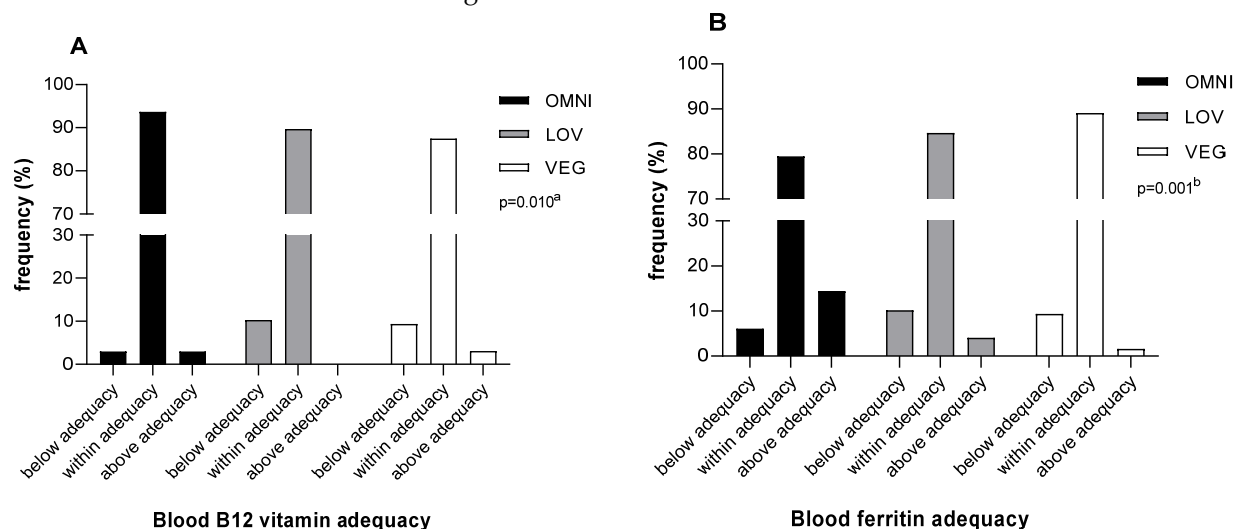 A
frequency (%)
100
90
80
70
30
20
10
0
OMNI
LOV
VEG
p=0.010a
below adequacy
within adequacy
above adequacy
below adequacy
within adequacy
above adequacy
below adequacy
within adequacy
above adequacy
Blood B12 vitamin adequacy
B
frequency (%)
100
90
80
70
30
20
10
0
OMNI
LOV
VEG
p=0.001b
below adequacy
within adequacy
above adequacy
below adequacy
within adequacy
above adequacy
below adequacy
within adequacy
above adequacy
Blood ferritin adequacy